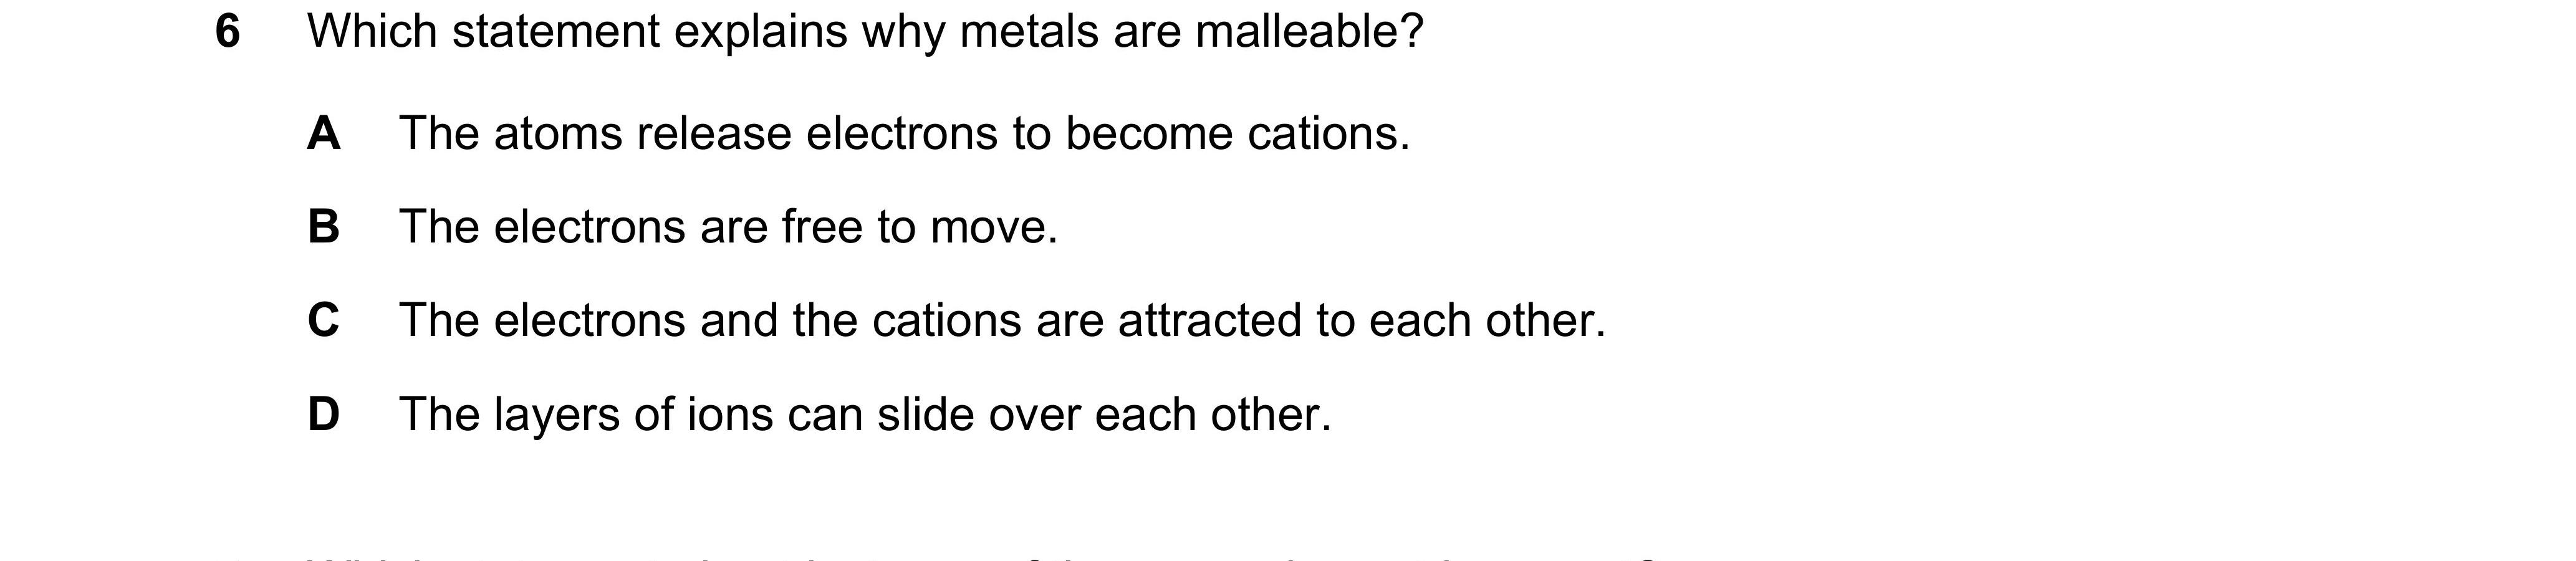 6 Which statement explains why metals are malleable?
A The atoms release electrons to become cations.
B The electrons are free to move.
C The electrons and the cations are attracted to each other.
D The layers of ions can slide over each other.